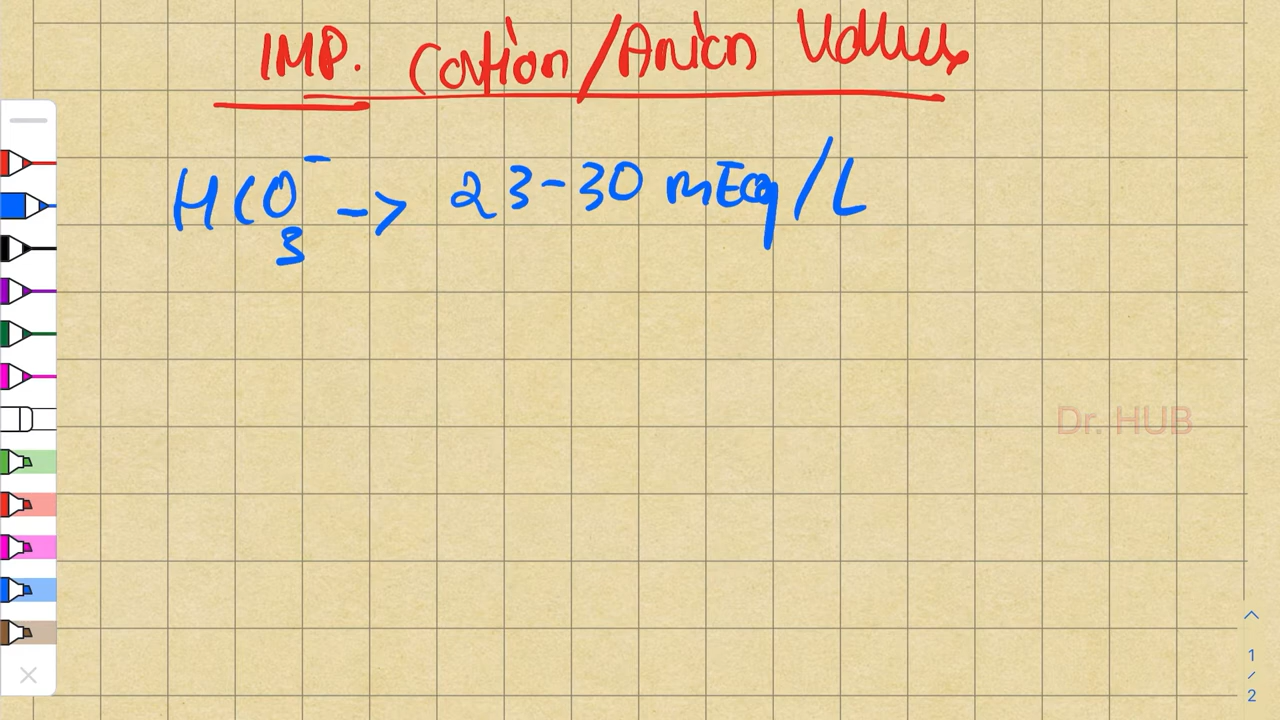 IMP. Cation/Anion Values
HCO₃⁻ -> 23-30 mEq/L
Dr. HUB
1/2